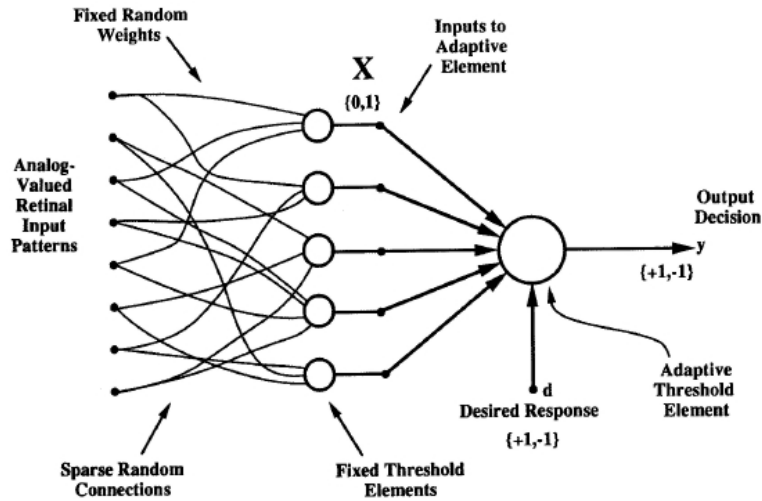 Fixed Random
Weights
Inputs to
Adaptive
Element
X
{0,1}
Analog-
Valued
Retinal
Input
Patterns
Output
Decision
y
{+1,-1}
d
Desired Response
{+1,-1}
Adaptive
Threshold
Element
Sparse Random
Connections
Fixed Threshold
Elements